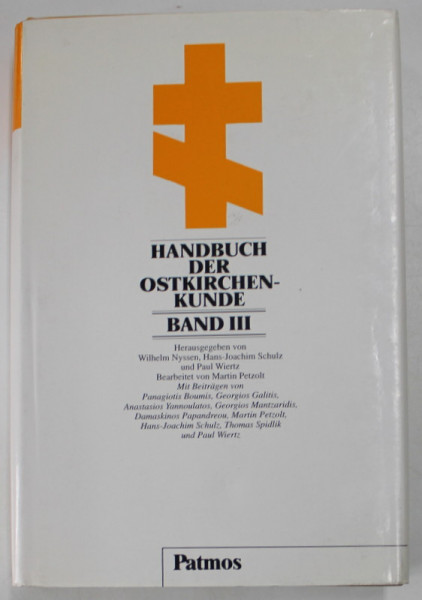 HANDBUCH
DER
OSTKIRCHEN-
KUNDE
BAND III
Herausgegeben von
Wilhelm Nyssen, Hans-Joachim Schulz
und Paul Wiertz
Bearbeitet von Martin Petzolt
Mit Beiträgen von
Panagiotis Boumis, Georgios Galitis,
Anastasios Yannoulatos, Georgios Mantzaridis,
Damaskinos Papandreou, Martin Petzolt,
Hans-Joachim Schulz, Thomas Spidlik
und Paul Wiertz
Patmos